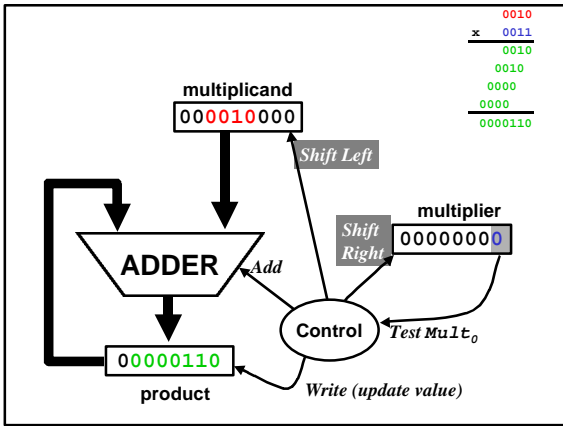 0010
x 0011
0010
0010
0000
0000
0000110
multiplicand
000010000
Shift Left
multiplier
Shift
Right
00000000
ADDER
Add
Control
Test Mult0
00000110
product
Write (update value)